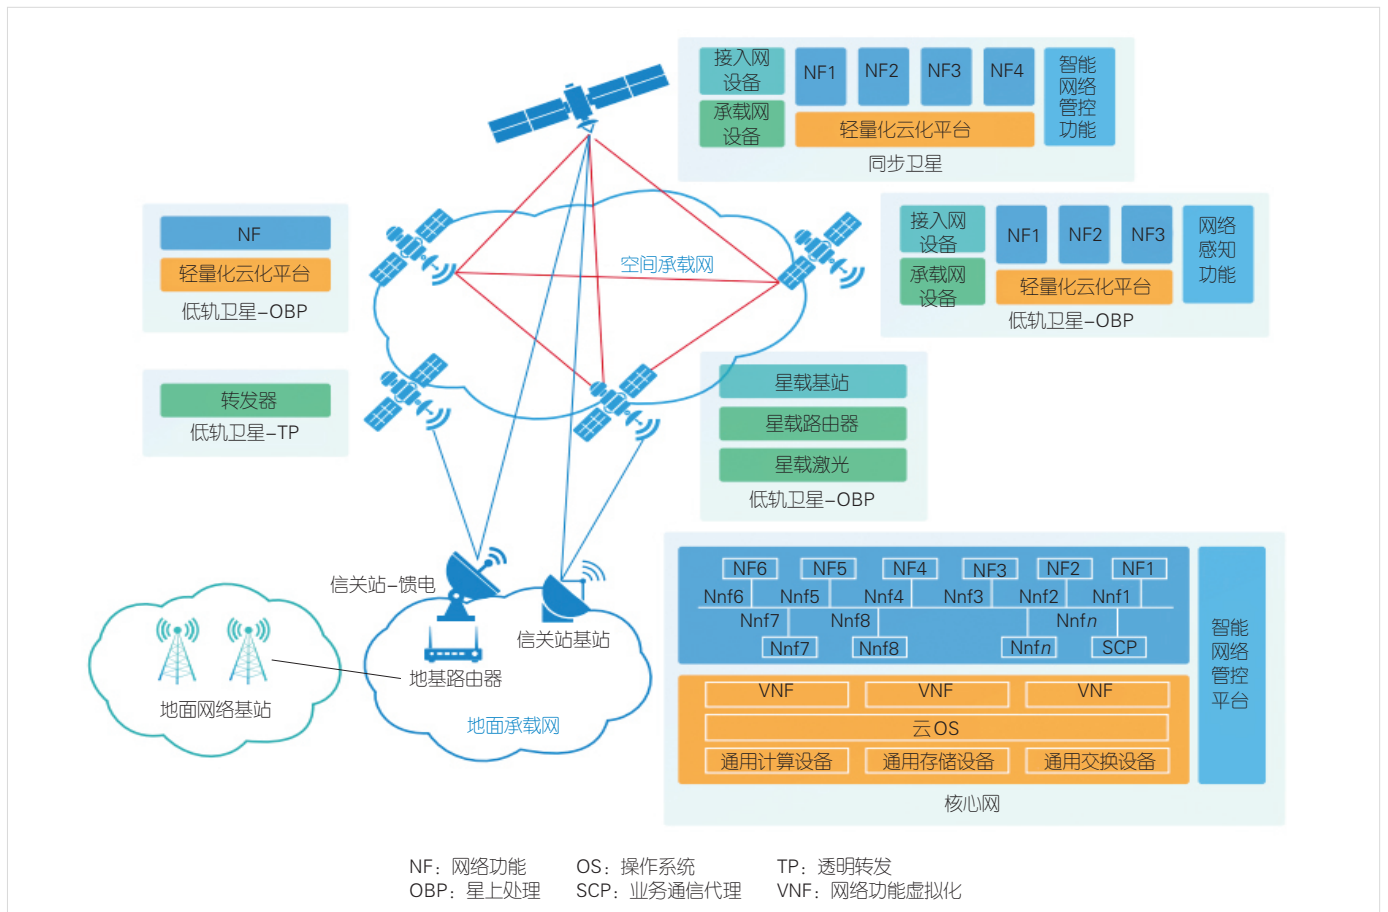 接入网
设备
承载网
设备
NF1
NF2
NF3
NF4
轻量化云化平台
智能
网络
管控
功能
同步卫星
NF
轻量化云化平台
低轨卫星-OBP
空间承载网
接入网
设备
承载网
设备
NF1
NF2
NF3
轻量化云化平台
网络
感知
功能
低轨卫星-OBP
转发器
低轨卫星-TP
星载基站
星载路由器
星载激光
低轨卫星-OBP
信关站-馈电
信关站基站
地基路由器
地面承载网
地面网络基站
NF6
NF5
NF4
NF3
NF2
NF1
Nnf6
Nnf5
Nnf4
Nnf3
Nnf2
Nnf1
Nnf7
Nnf8
Nnfn
Nnf7
Nnf8
Nnfn
SCP
VNF
VNF
VNF
云OS
通用计算设备
通用存储设备
通用交换设备
智能
网络
管控
平台
核心网
NF：网络功能 OS：操作系统 TP：透明转发
OBP：星上处理 SCP：业务通信代理 VNF：网络功能虚拟化